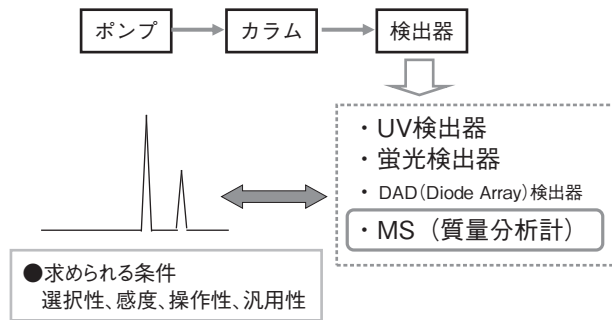 ポンプ
カラム
検出器
・UV検出器
・蛍光検出器
・DAD(Diode Array)検出器
・MS（質量分析計）
●求められる条件
選択性、感度、操作性、汎用性